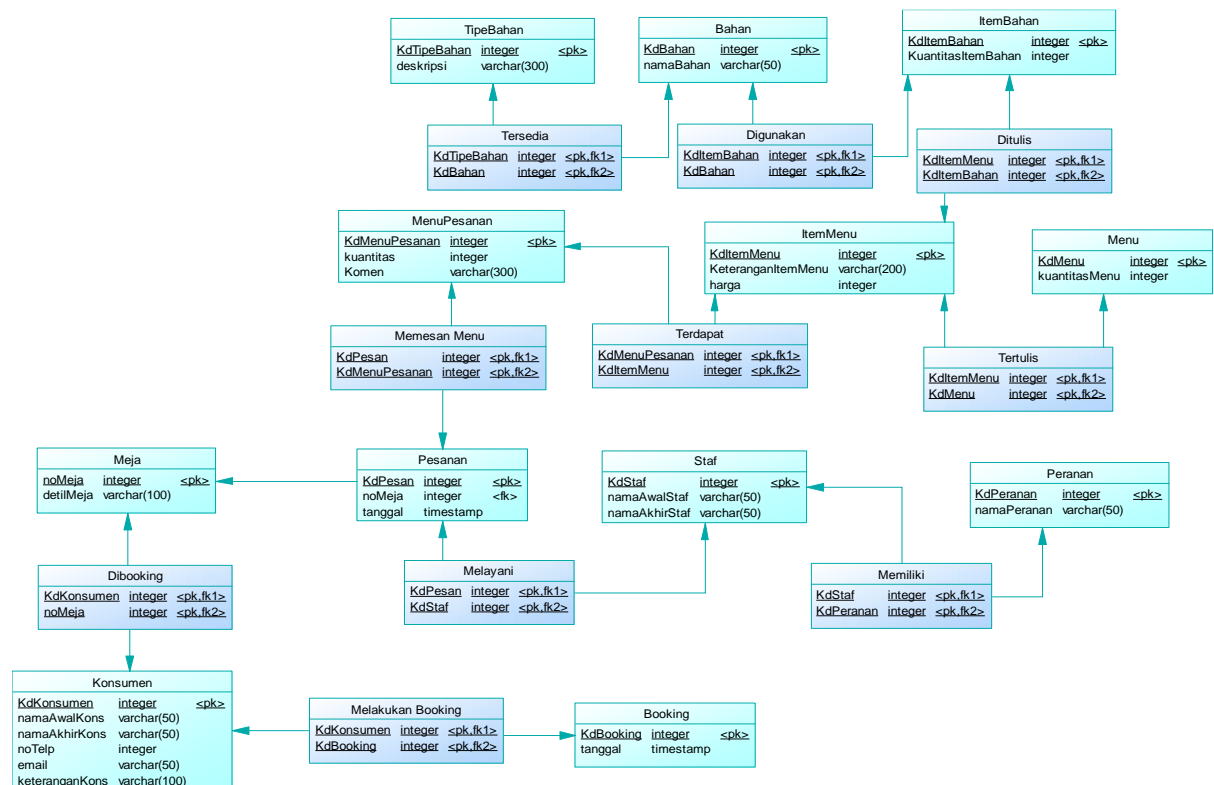 TipeBahan
KdTipeBahan integer <pk>
deskripsi varchar(300)
Bahan
KdBahan integer <pk>
namaBahan varchar(50)
ItemBahan
KdItemBahan integer <pk>
KuantitasItemBahan integer
Tersedia
KdTipeBahan integer <pk,fk1>
KdBahan integer <pk,fk2>
Digunakan
KdItemBahan integer <pk,fk1>
KdBahan integer <pk,fk2>
Ditulis
KdItemMenu integer <pk,fk1>
KdItemBahan integer <pk,fk2>
MenuPesanan
KdMenuPesanan integer <pk>
kuantitas integer
Komen varchar(300)
ItemMenu
KdItemMenu integer <pk>
KeteranganItemMenu varchar(200)
harga integer
Menu
KdMenu integer <pk>
kuantitasMenu integer
Memesan Menu
KdPesan integer <pk,fk1>
KdMenuPesanan integer <pk,fk2>
Terdapat
KdMenuPesanan integer <pk,fk1>
KdItemMenu integer <pk,fk2>
Tertulis
KdItemMenu integer <pk,fk1>
KdMenu integer <pk,fk2>
Meja
noMeja integer <pk>
detilMeja varchar(100)
Pesanan
KdPesan integer <pk>
noMeja integer <fk>
tanggal timestamp
Staf
KdStaf integer <pk>
namaAwalStaf varchar(50)
namaAkhirStaf varchar(50)
Peranan
KdPeranan integer <pk>
namaPeranan varchar(50)
Dibooking
KdKonsumen integer <pk,fk1>
noMeja integer <pk,fk2>
Melayani
KdPesan integer <pk,fk1>
KdStaf integer <pk,fk2>
Memiliki
KdStaf integer <pk,fk1>
KdPeranan integer <pk,fk2>
Konsumen
KdKonsumen integer <pk>
namaAwalKons varchar(50)
namaAkhirKons varchar(50)
noTelp integer
email varchar(50)
keteranganKons varchar(100)
Melakukan Booking
KdKonsumen integer <pk,fk1>
KdBooking integer <pk,fk2>
Booking
KdBooking integer <pk>
tanggal timestamp